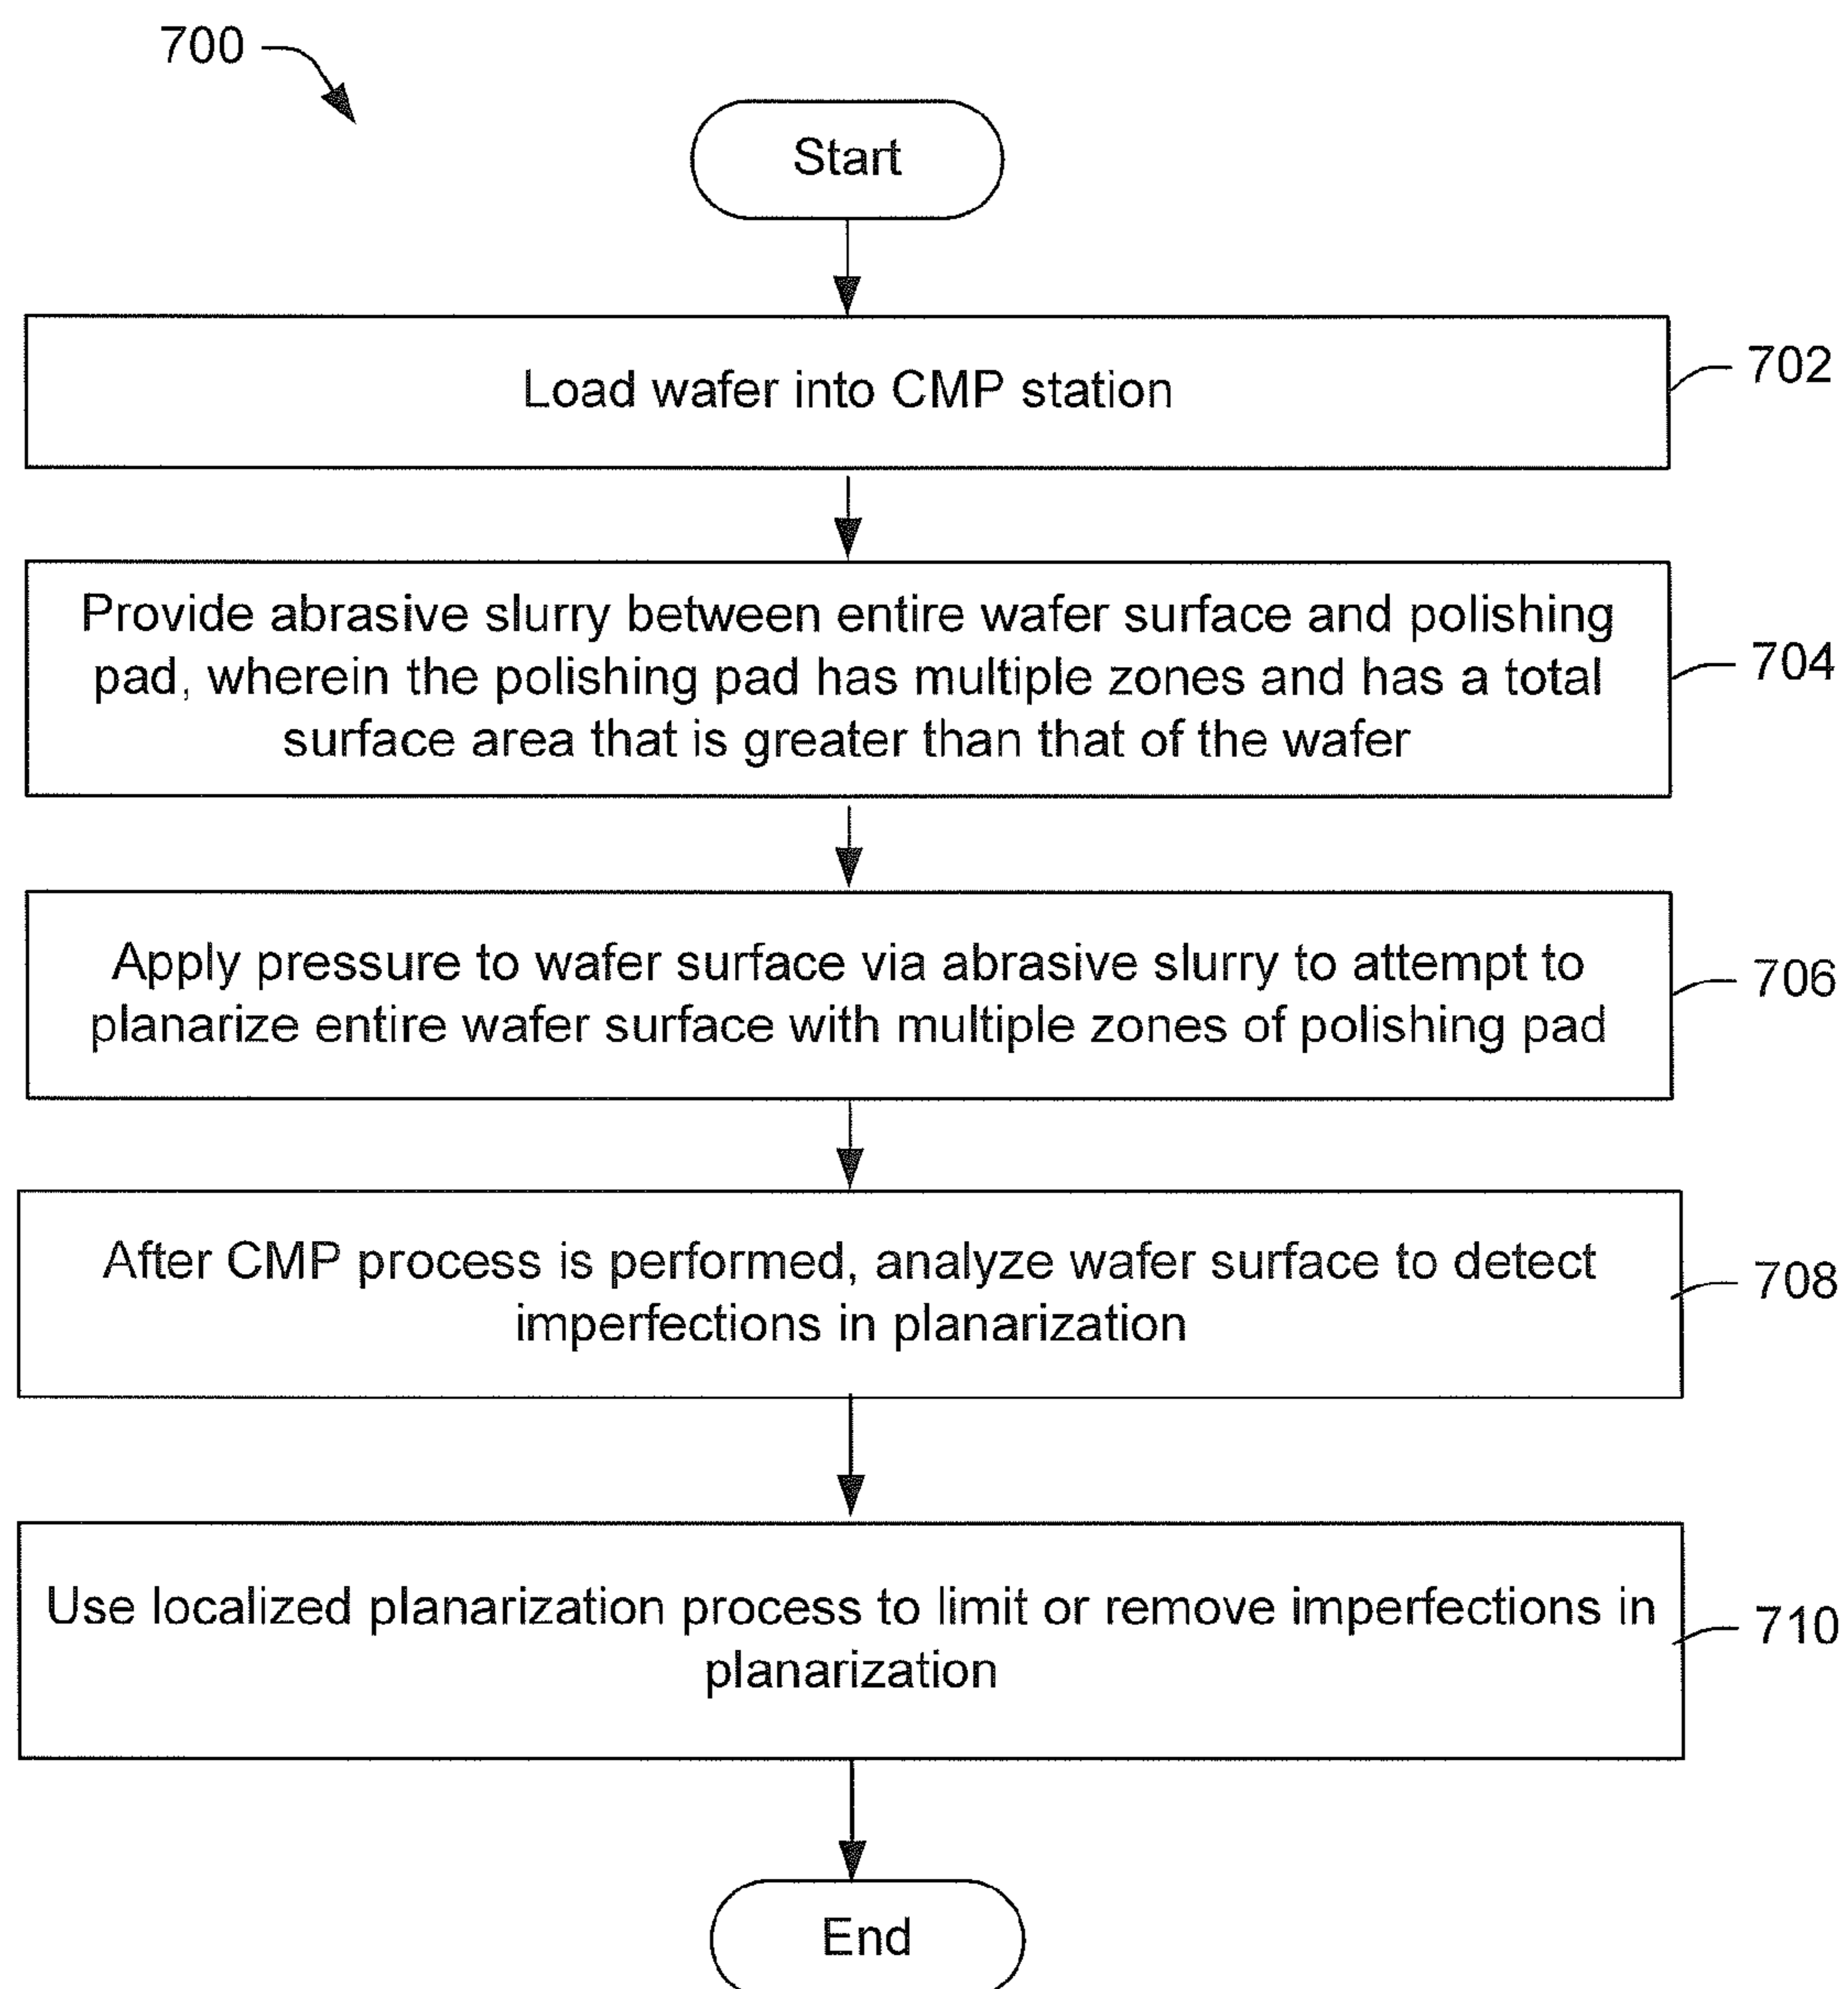 700
Start
Load wafer into CMP station
702
Provide abrasive slurry between entire wafer surface and polishing
pad, wherein the polishing pad has multiple zones and has a total
surface area that is greater than that of the wafer
704
Apply pressure to wafer surface via abrasive slurry to attempt to
planarize entire wafer surface with multiple zones of polishing pad
706
After CMP process is performed, analyze wafer surface to detect
imperfections in planarization
708
Use localized planarization process to limit or remove imperfections in
planarization
710
End